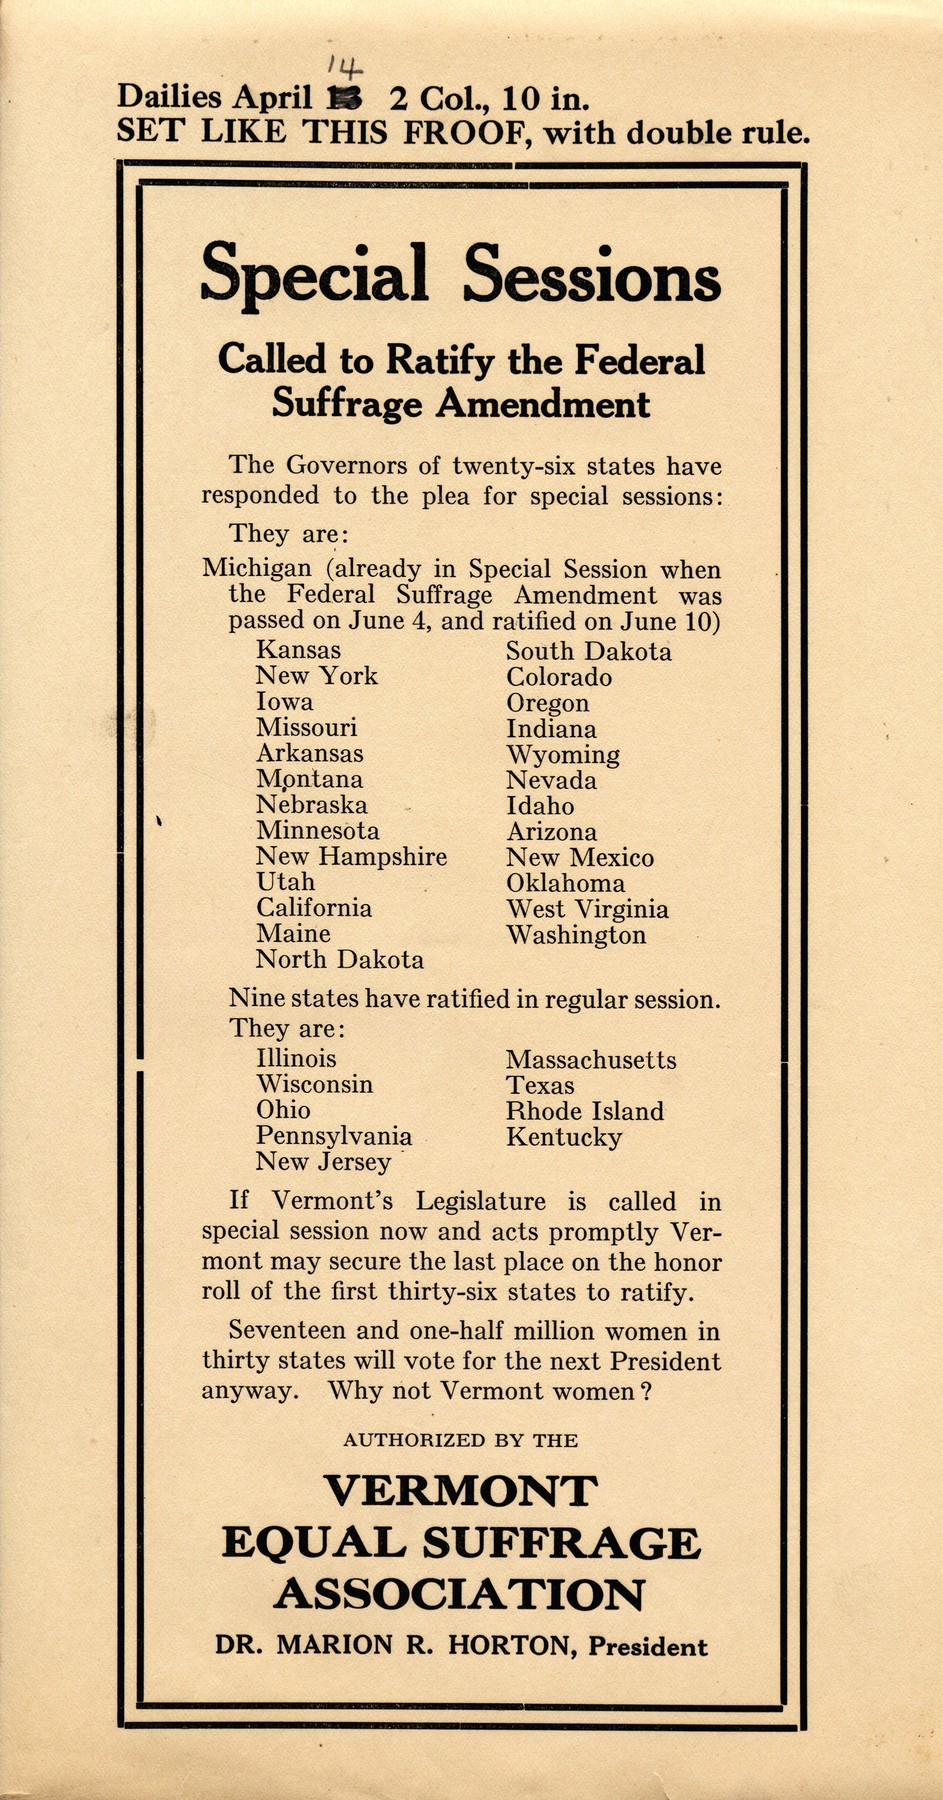 14
Dailies April 13 2 Col., 10 in.
SET LIKE THIS FROOF, with double rule.
Special Sessions
Called to Ratify the Federal
Suffrage Amendment
The Governors of twenty-six states have
responded to the plea for special sessions:
They are:
Michigan (already in Special Session when
the Federal Suffrage Amendment was
passed on June 4, and ratified on June 10)
Kansas South Dakota
New York Colorado
Iowa Oregon
Missouri Indiana
Arkansas Wyoming
Montana Nevada
Nebraska Idaho
Minnesota Arizona
New Hampshire New Mexico
Utah Oklahoma
California West Virginia
Maine Washington
North Dakota
Nine states have ratified in regular session.
They are:
Illinois Massachusetts
Wisconsin Texas
Ohio Rhode Island
Pennsylvania Kentucky
New Jersey
If Vermont's Legislature is called in
special session now and acts promptly Ver-
mont may secure the last place on the honor
roll of the first thirty-six states to ratify.
Seventeen and one-half million women in
thirty states will vote for the next President
anyway. Why not Vermont women?
AUTHORIZED BY THE
VERMONT
EQUAL SUFFRAGE
ASSOCIATION
DR. MARION R. HORTON, President